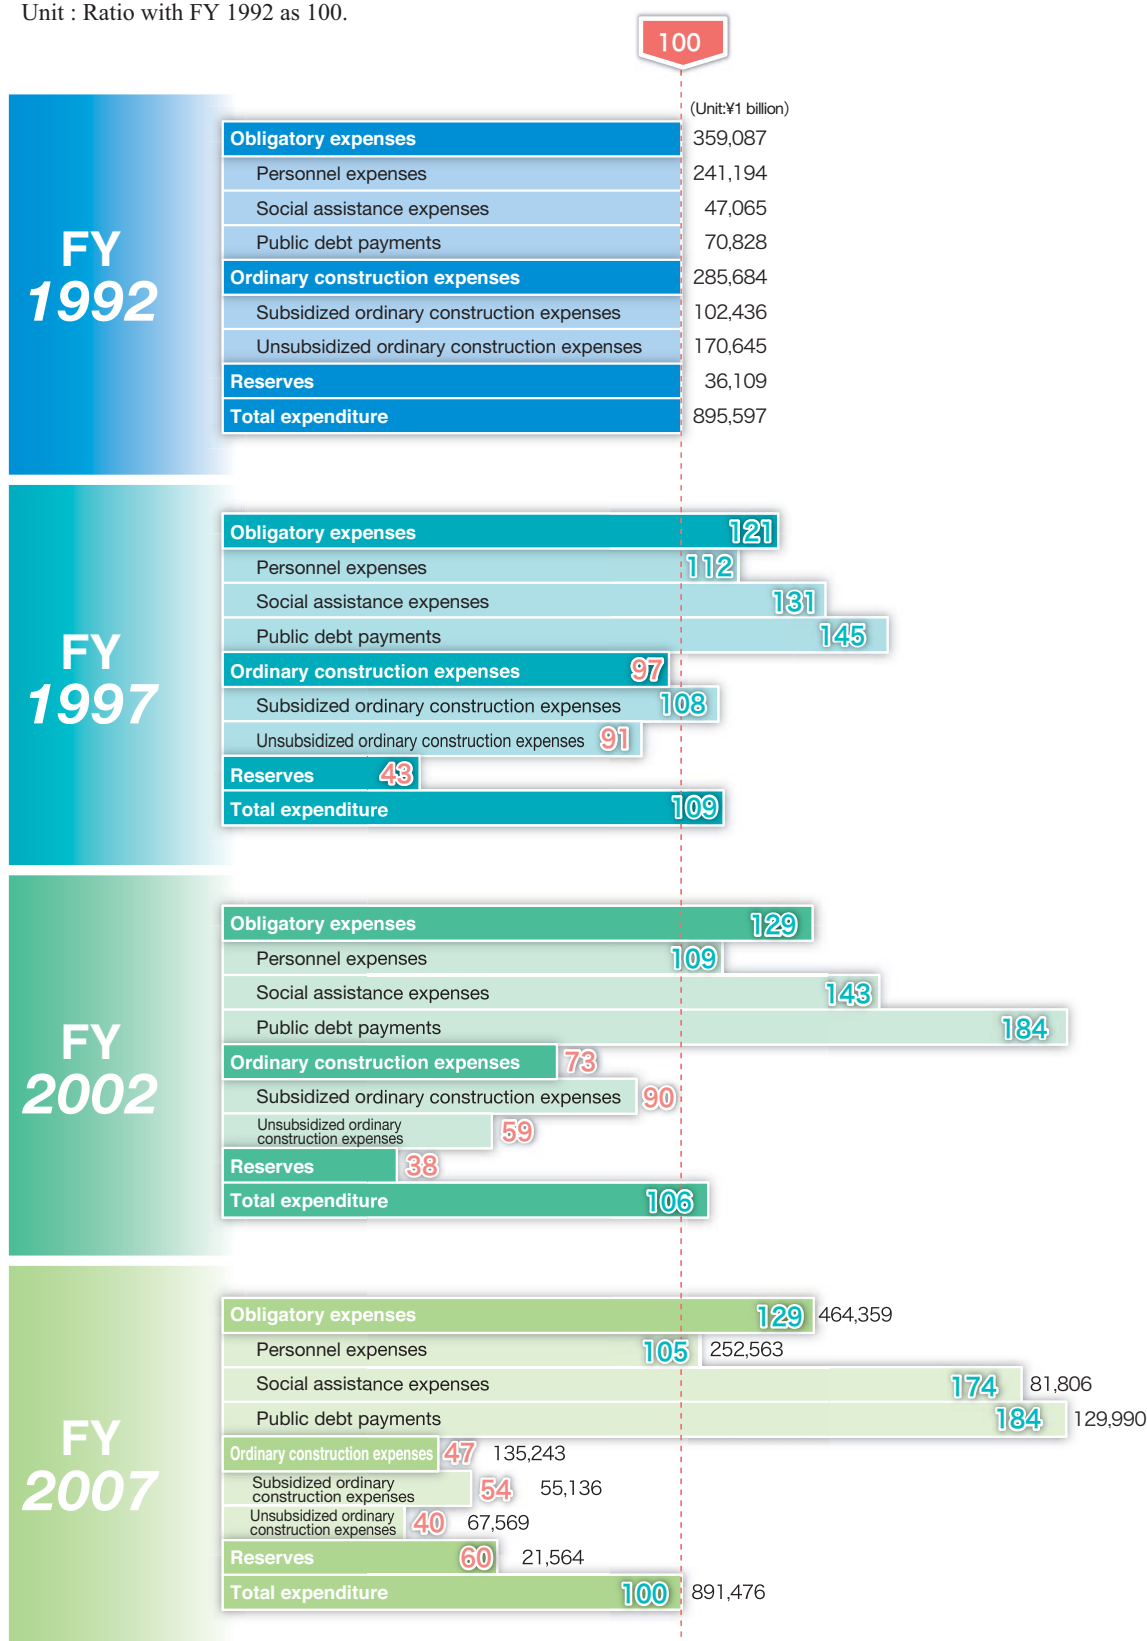 Unit : Ratio with FY 1992 as 100.
100
(Unit:¥1 billion)
FY
1992
Obligatory expenses 359,087
Personnel expenses 241,194
Social assistance expenses 47,065
Public debt payments 70,828
Ordinary construction expenses 285,684
Subsidized ordinary construction expenses 102,436
Unsubsidized ordinary construction expenses 170,645
Reserves 36,109
Total expenditure 895,597
FY
1997
Obligatory expenses 121
Personnel expenses 112
Social assistance expenses 131
Public debt payments 145
Ordinary construction expenses 97
Subsidized ordinary construction expenses 108
Unsubsidized ordinary construction expenses 91
Reserves 43
Total expenditure 109
FY
2002
Obligatory expenses 129
Personnel expenses 109
Social assistance expenses 143
Public debt payments 184
Ordinary construction expenses 73
Subsidized ordinary construction expenses 90
Unsubsidized ordinary
construction expenses 59
Reserves 38
Total expenditure 106
FY
2007
Obligatory expenses 129 464,359
Personnel expenses 105 252,563
Social assistance expenses 174 81,806
Public debt payments 184 129,990
Ordinary construction expenses 47 135,243
Subsidized ordinary
construction expenses 54 55,136
Unsubsidized ordinary
construction expenses 40 67,569
Reserves 60 21,564
Total expenditure 100 891,476